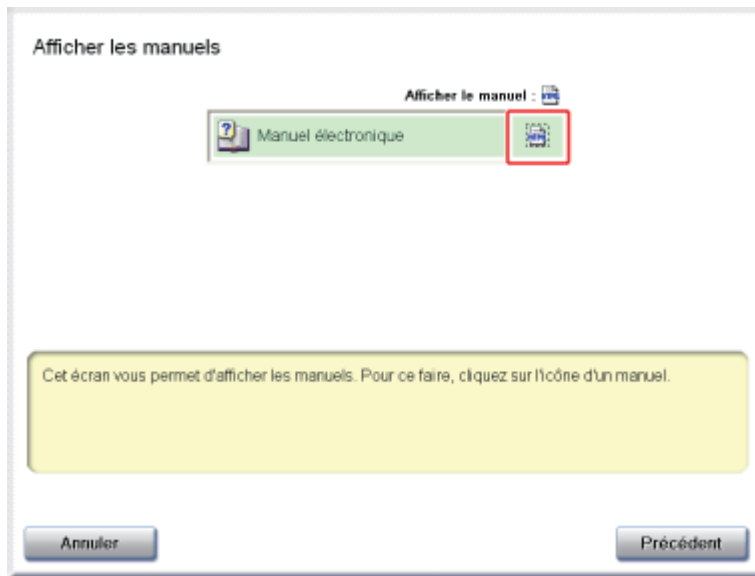 Afficher les manuels
Afficher le manuel :
Manuel électronique
Cet écran vous permet d'afficher les manuels. Pour ce faire, cliquez sur l'icône d'un manuel.
Annuler
Précédent